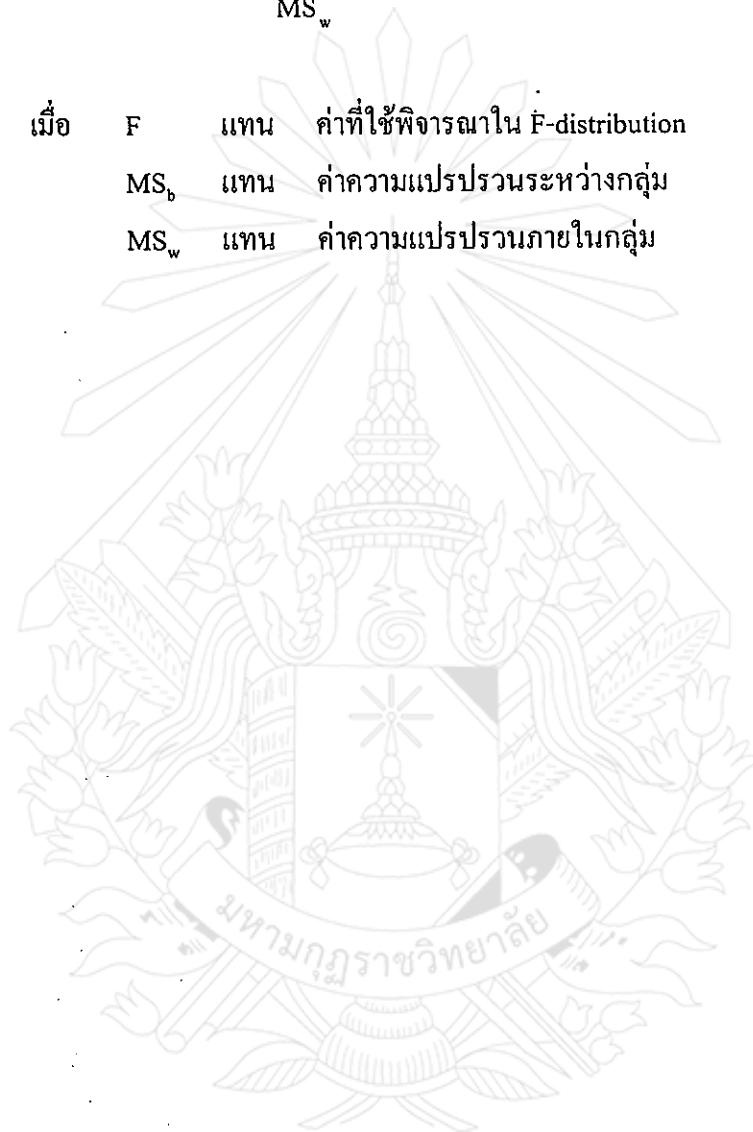 MS_w
เมื่อ F แทน ค่าที่ใช้พิจารณาใน F-distribution
MS_b แทน ค่าความแปรปรวนระหว่างกลุ่ม
MS_w แทน ค่าความแปรปรวนภายในกลุ่ม
มหามกุฏราชวิทยาลัย